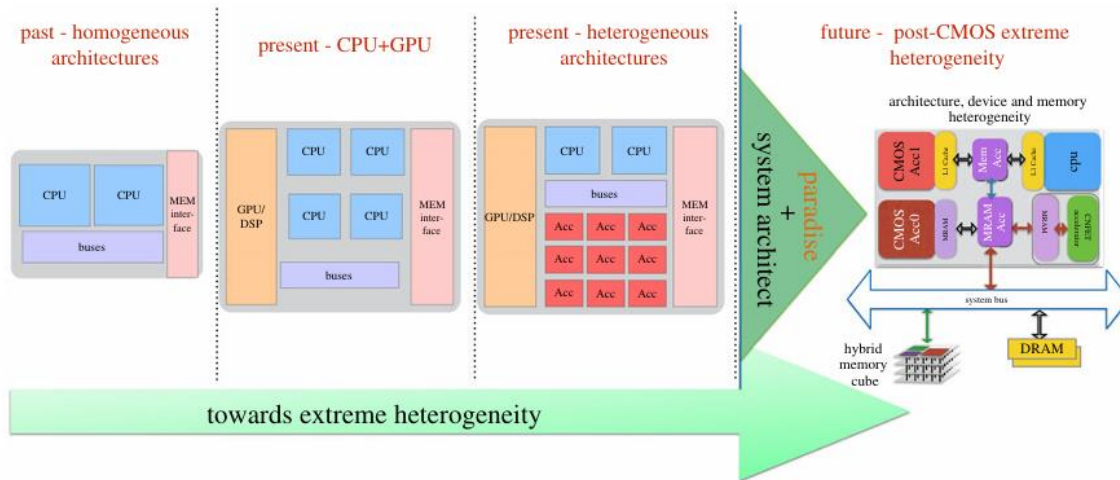 past - homogeneous
architectures
present - CPU+GPU
present - heterogeneous
architectures
future - post-CMOS extreme
heterogeneity
CPU
CPU
buses
MEM
inter-
face
GPU/
DSP
CPU
CPU
CPU
CPU
buses
MEM
inter-
face
GPU/DSP
CPU
CPU
buses
Acc
Acc
Acc
Acc
Acc
Acc
Acc
Acc
Acc
MEM
inter-
face
system architect
+
paradise
architecture, device and memory
heterogeneity
CMOS
Acc1
L1 Cache
Mem
Acc
L1 Cache
cpu
CMOS
Acc0
MRAM
MRAM
Acc
MRAM
CNFET
accelerator
system bus
hybrid
memory
cube
DRAM
towards extreme heterogeneity